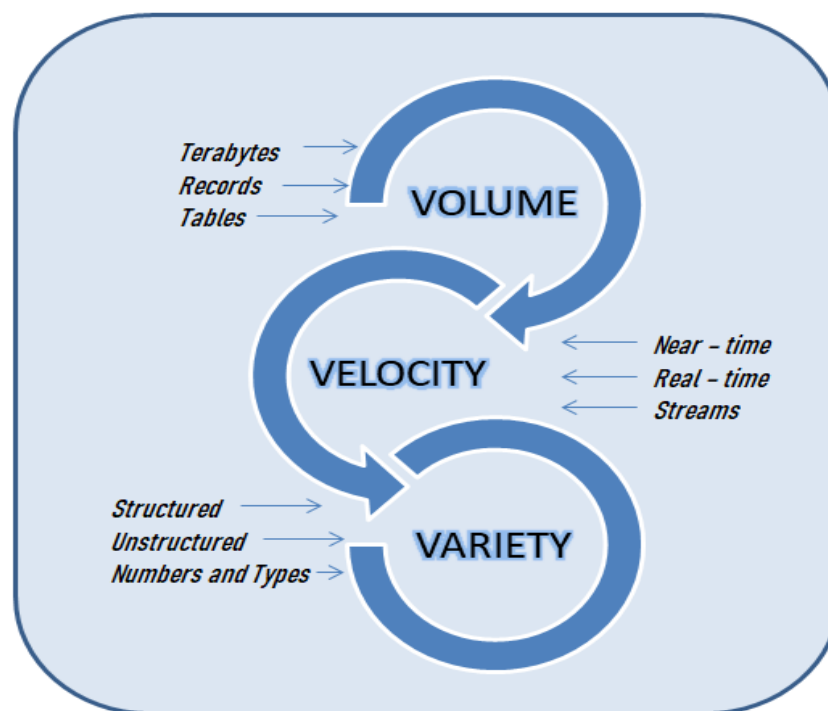 Terabytes
Records
Tables
VOLUME
VELOCITY
Near – time
Real – time
Streams
Structured
Unstructured
Numbers and Types
VARIETY